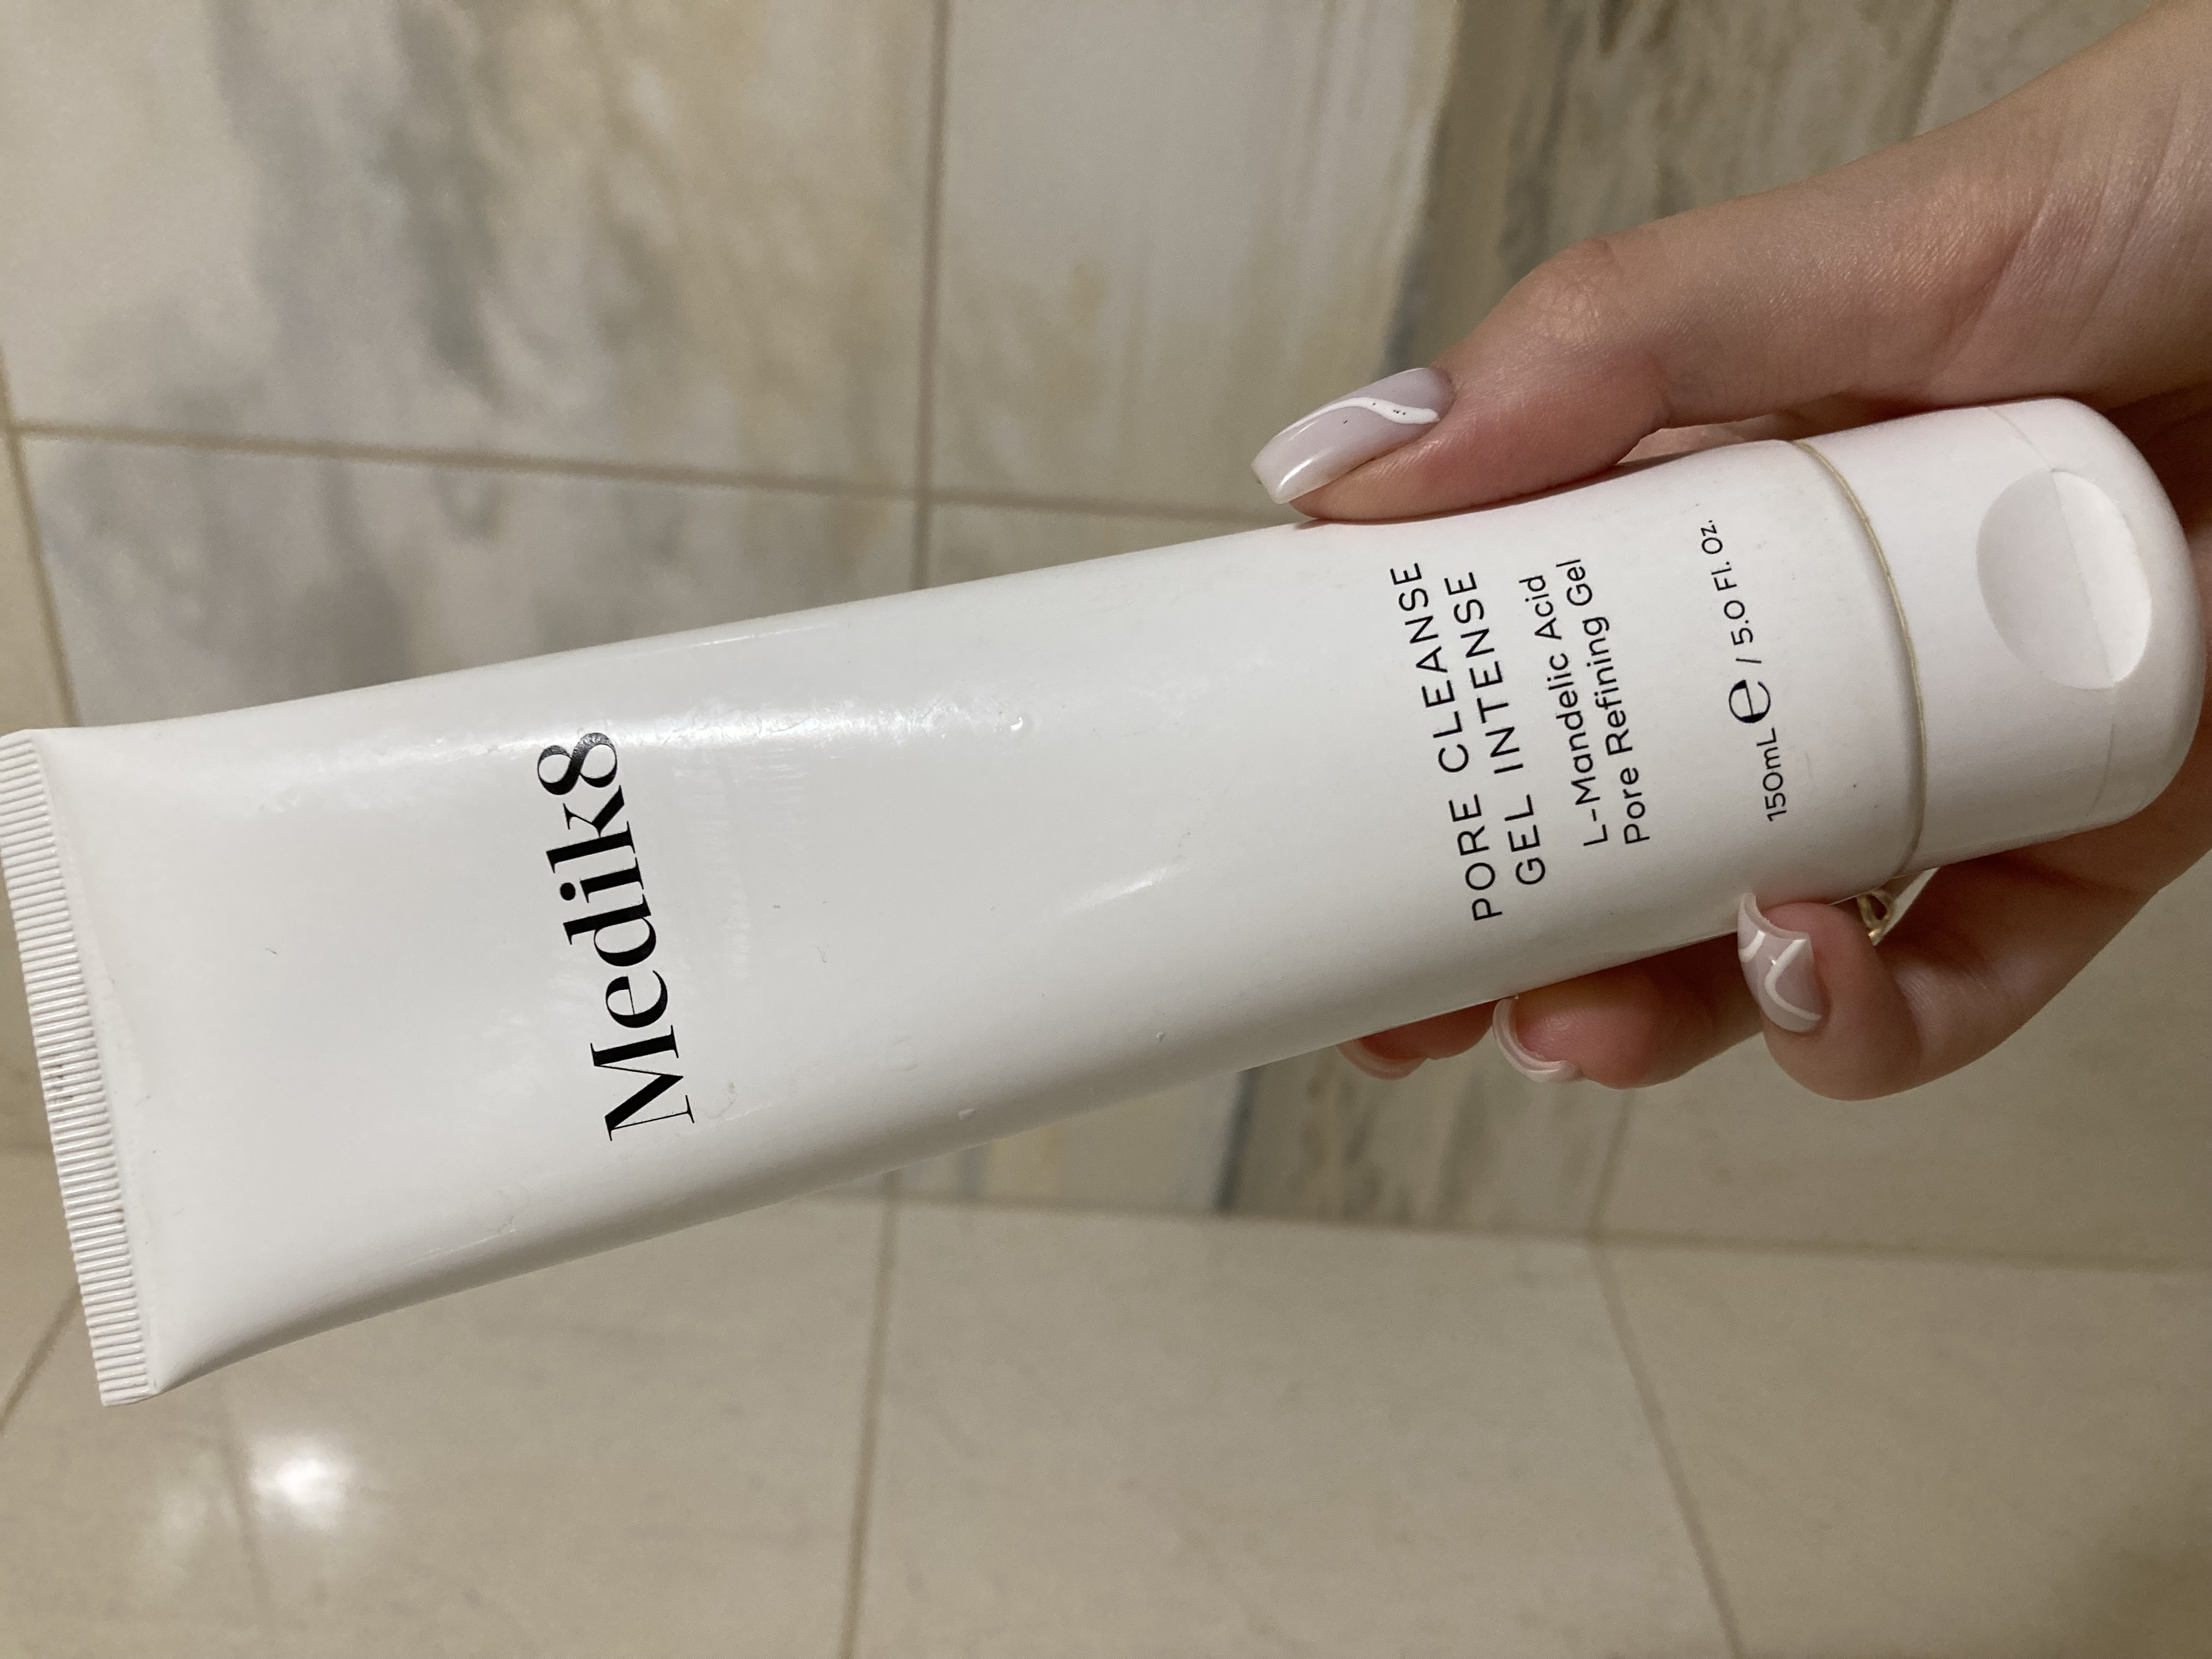 Medik8
PORE CLEANSE
GEL INTENSE
L-Mandelic Acid
Pore Refining Gel
150mL ℮ / 5.0 Fl. Oz.